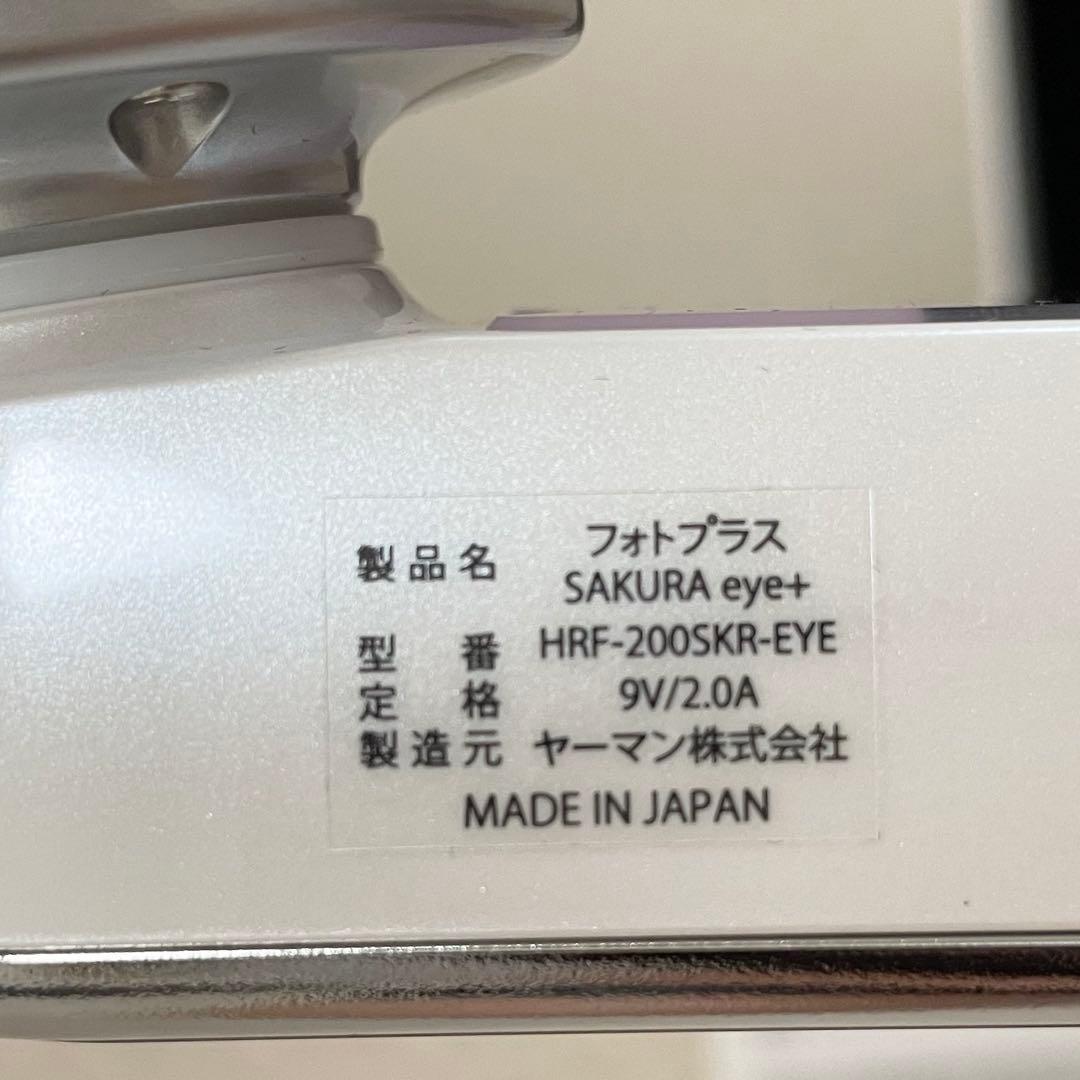 製品名 フォトプラス
SAKURA eye+
型番 HRF-200SKR-EYE
定格 9V/2.0A
製造元 ヤーマン株式会社
MADE IN JAPAN